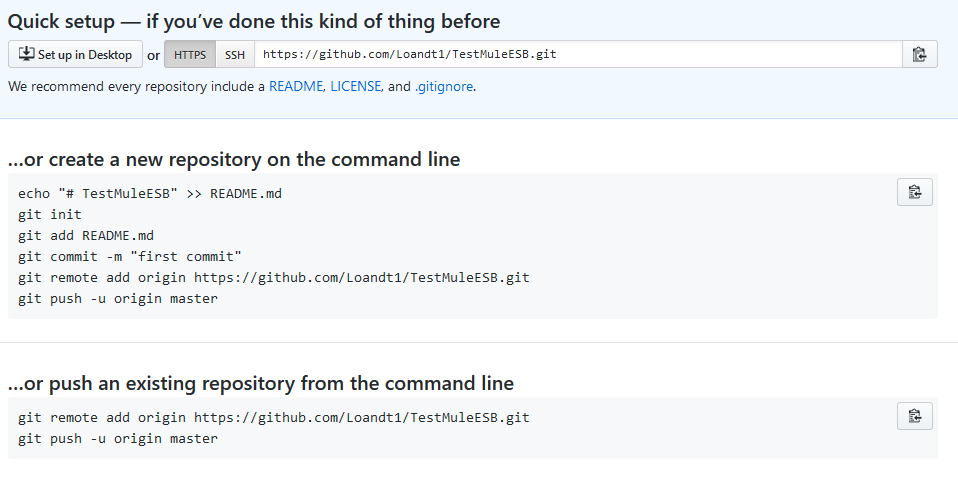 Quick setup — if you’ve done this kind of thing before
Set up in Desktop or HTTPS SSH https://github.com/Loandt1/TestMuleESB.git
We recommend every repository include a README, LICENSE, and .gitignore.
…or create a new repository on the command line
echo "# TestMuleESB" >> README.md
git init
git add README.md
git commit -m "first commit"
git remote add origin https://github.com/Loandt1/TestMuleESB.git
git push -u origin master
…or push an existing repository from the command line
git remote add origin https://github.com/Loandt1/TestMuleESB.git
git push -u origin master